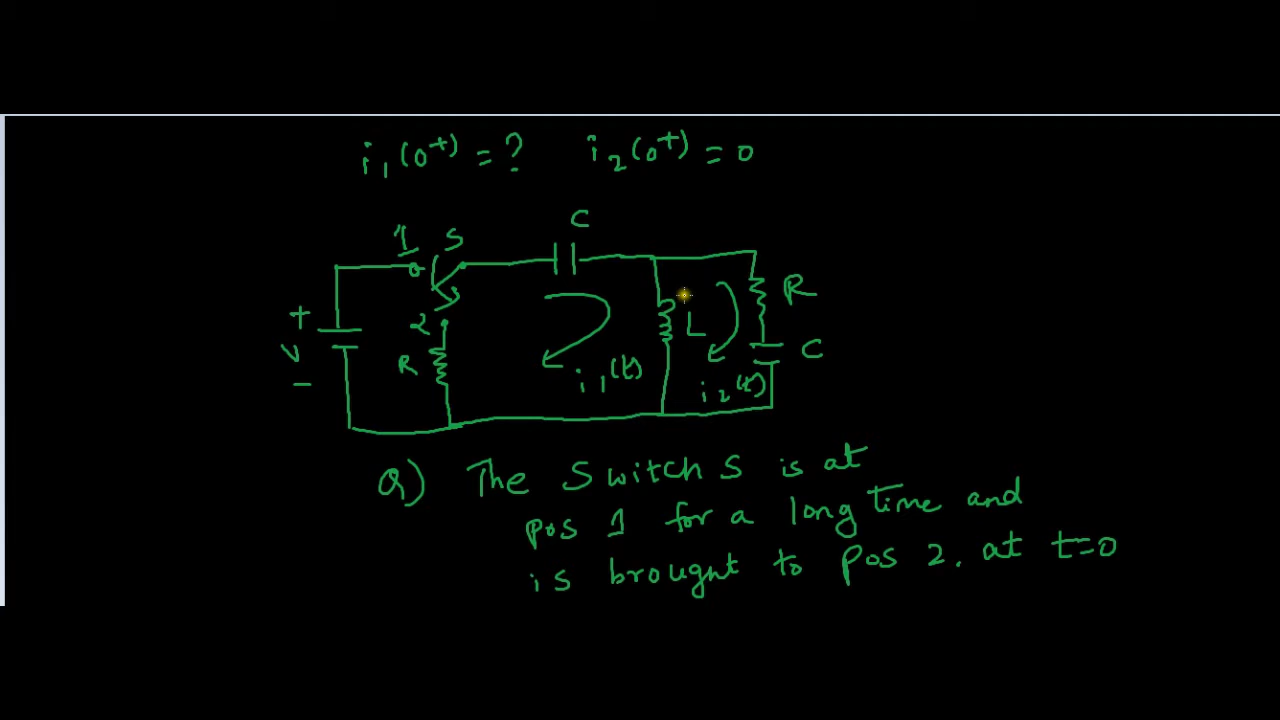 i₁(0⁺) = ? i₂(0⁺) = 0
C
1 S
+
V
-
2
R
L
R
C
i₁(t)
i₂(t)
Q) The Switch S is at
pos 1 for a long time and
is brought to pos 2. at t=0